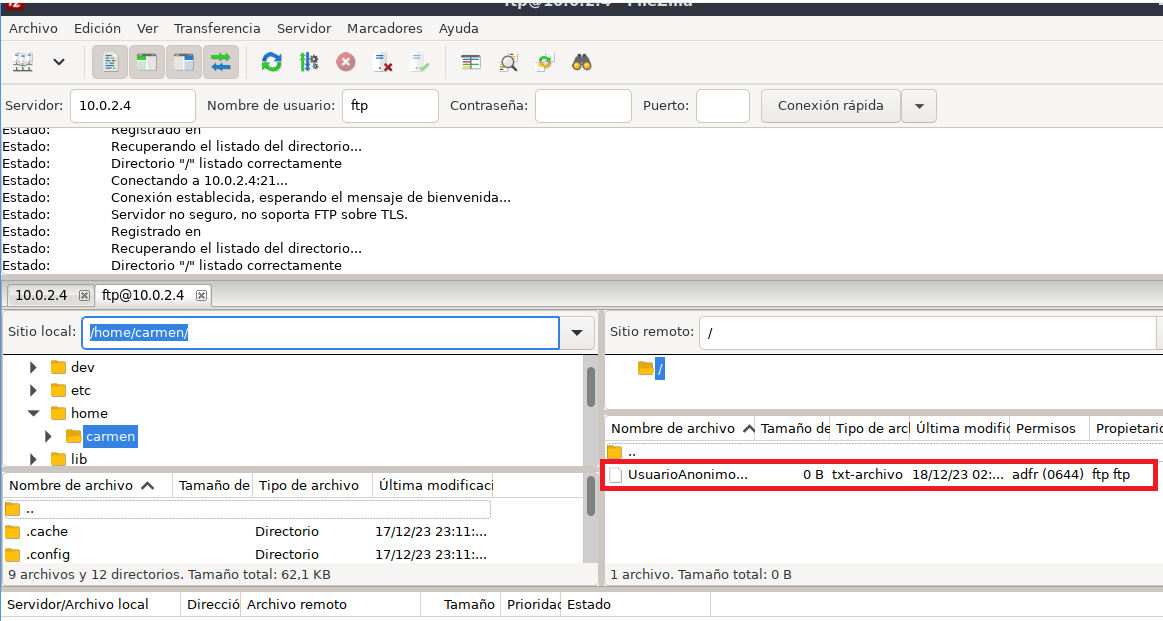 ftp@10.0.2.4 - FileZilla
Archivo Edición Ver Transferencia Servidor Marcadores Ayuda
Servidor: 10.0.2.4 Nombre de usuario: ftp Contraseña: Puerto: Conexión rápida
Estado: Registrado en
Estado: Recuperando el listado del directorio...
Estado: Directorio "/" listado correctamente
Estado: Conectando a 10.0.2.4:21...
Estado: Conexión establecida, esperando el mensaje de bienvenida...
Estado: Servidor no seguro, no soporta FTP sobre TLS.
Estado: Registrado en
Estado: Recuperando el listado del directorio...
Estado: Directorio "/" listado correctamente
10.0.2.4 ftp@10.0.2.4
Sitio local: /home/carmen/
dev
etc
home
carmen
lib
Nombre de archivo Tamaño de Tipo de archivo Última modificaci
..
.cache Directorio 17/12/23 23:11:...
.config Directorio 17/12/23 23:11:...
9 archivos y 12 directorios. Tamaño total: 62,1 KB
Sitio remoto: /
/
Nombre de archivo Tamaño de Tipo de arcl Última modific Permisos Propietario
..
UsuarioAnonimo... 0 B txt-archivo 18/12/23 02:... adfr (0644) ftp ftp
1 archivo. Tamaño total: 0 B
Servidor/Archivo local Direcció Archivo remoto Tamaño Prioridad Estado